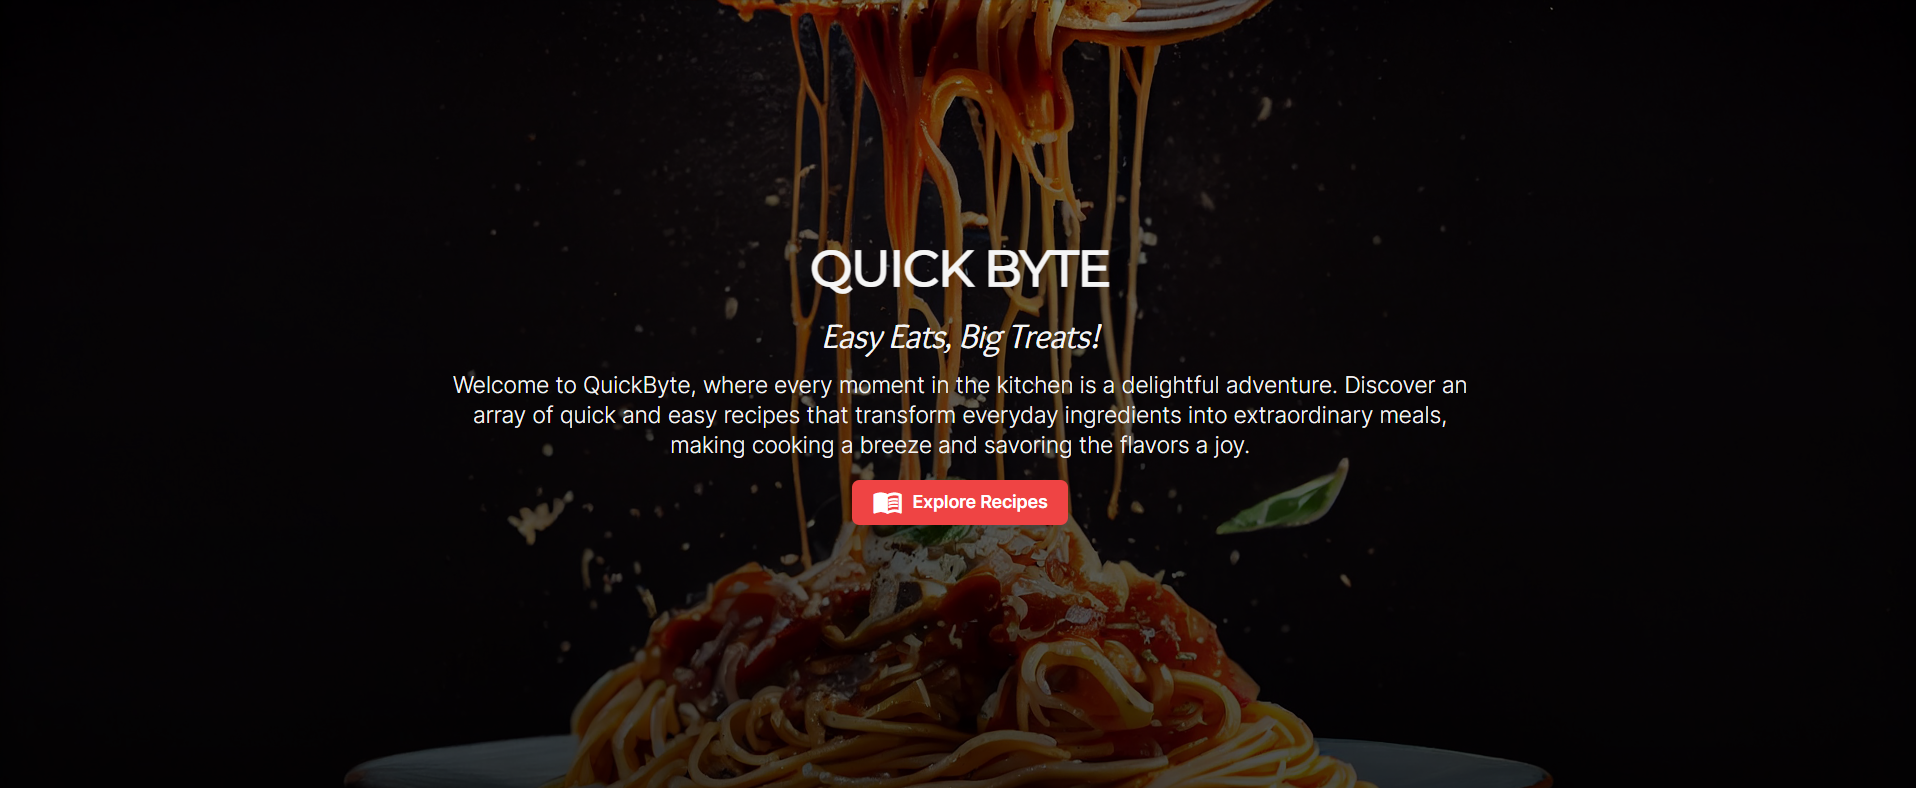 QUICK BYTE
Easy Eats, Big Treats!
Welcome to QuickByte, where every moment in the kitchen is a delightful adventure. Discover an
array of quick and easy recipes that transform everyday ingredients into extraordinary meals,
making cooking a breeze and savoring the flavors a joy.
Explore Recipes